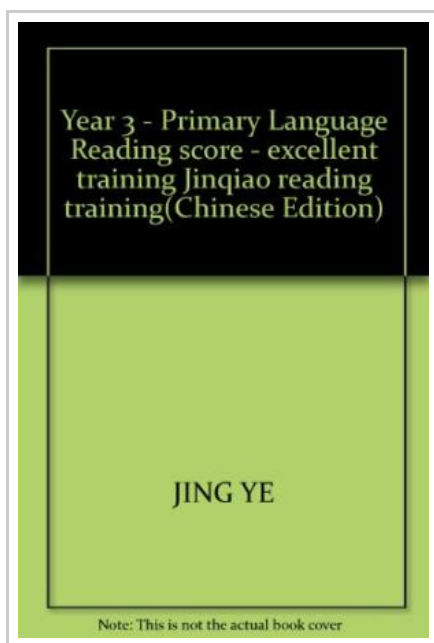 Year 3 - Primary Language
Reading score - excellent
training Jinqiao reading
training(Chinese Edition)
JING YE
Note: This is not the actual book cover